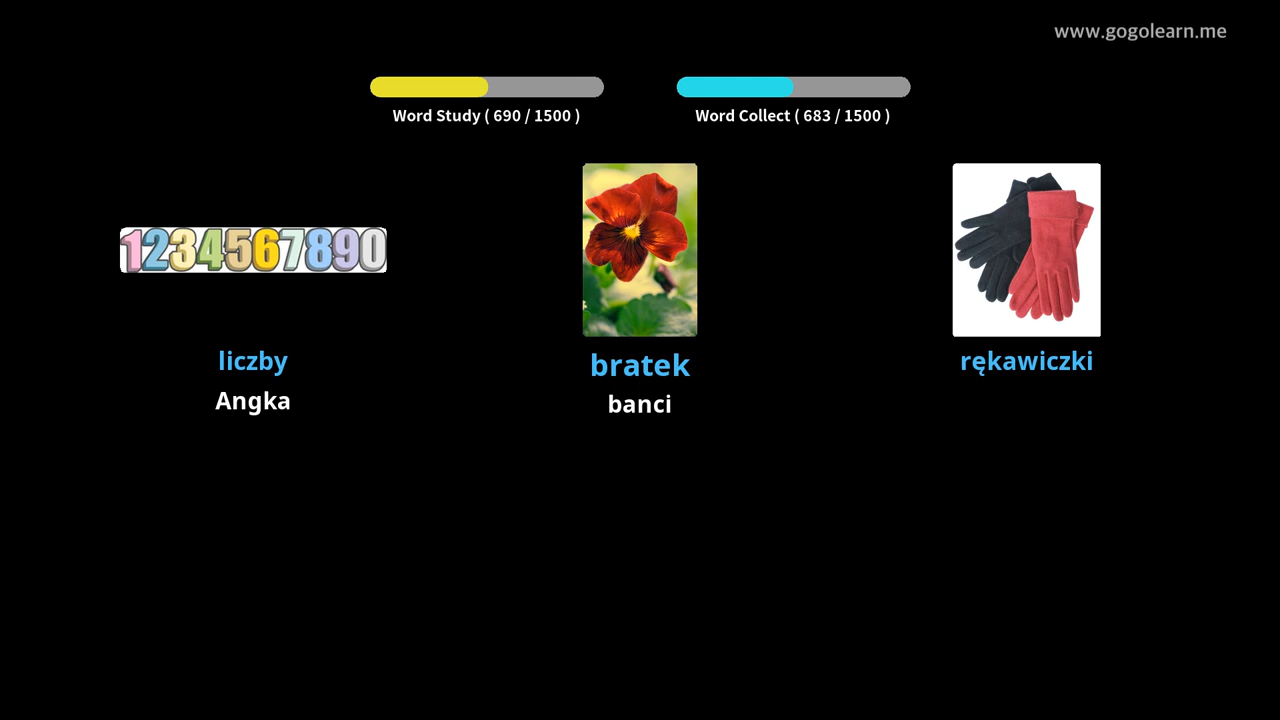 www.gogolearn.me
Word Study ( 690 / 1500 )
Word Collect ( 683 / 1500 )
1234567890
liczby
Angka
bratek
banci
rękawiczki